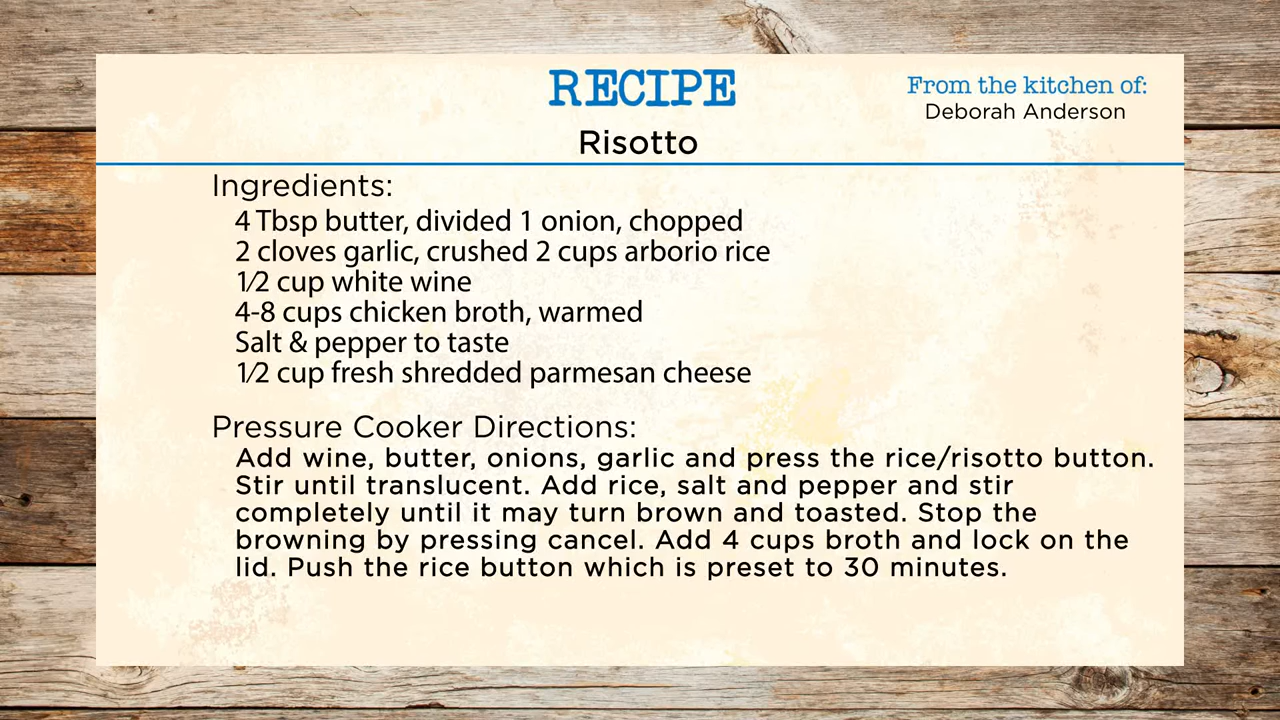 RECIPE
From the kitchen of:
Deborah Anderson
Risotto
Ingredients:
4 Tbsp butter, divided 1 onion, chopped
2 cloves garlic, crushed 2 cups arborio rice
1/2 cup white wine
4-8 cups chicken broth, warmed
Salt & pepper to taste
1/2 cup fresh shredded parmesan cheese
Pressure Cooker Directions:
Add wine, butter, onions, garlic and press the rice/risotto button.
Stir until translucent. Add rice, salt and pepper and stir
completely until it may turn brown and toasted. Stop the
browning by pressing cancel. Add 4 cups broth and lock on the
lid. Push the rice button which is preset to 30 minutes.